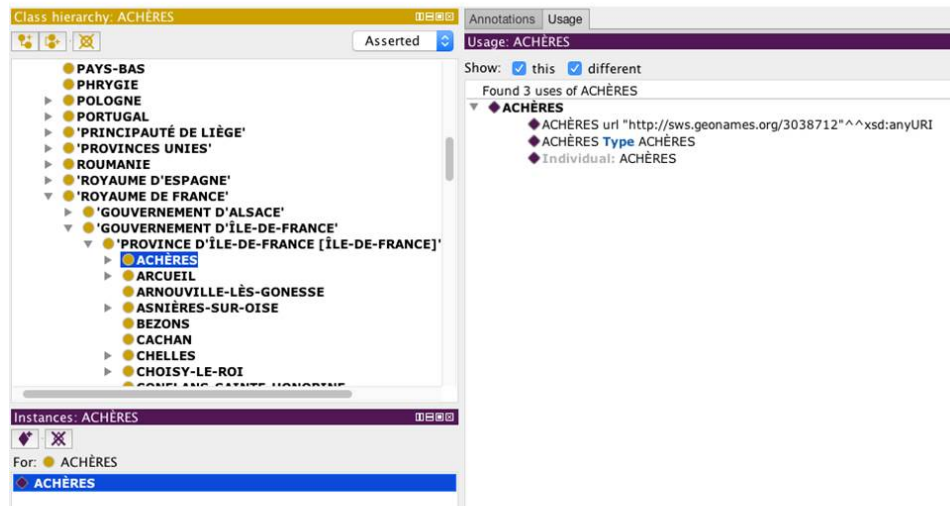 Class hierarchy: ACHÈRES
Asserted
PAYS-BAS
PHRYGIE
POLOGNE
PORTUGAL
'PRINCIPAUTÉ DE LIÈGE'
'PROVINCES UNIES'
ROUMANIE
'ROYAUME D'ESPAGNE'
'ROYAUME DE FRANCE'
'GOUVERNEMENT D'ALSACE'
'GOUVERNEMENT D'ÎLE-DE-FRANCE'
'PROVINCE D'ÎLE-DE-FRANCE [ÎLE-DE-FRANCE]'
ACHÈRES
ARCUEIL
ARNOUVILLE-LÈS-GONESSE
ASNIÈRES-SUR-OISE
BEZONS
CACHAN
CHELLES
CHOISY-LE-ROI
CONFLANS-SAINTE-HONORINE
Instances: ACHÈRES
For: ACHÈRES
ACHÈRES
Annotations Usage
Usage: ACHÈRES
Show: this different
Found 3 uses of ACHÈRES
ACHÈRES
ACHÈRES url "http://sws.geonames.org/3038712"^^xsd:anyURI
ACHÈRES Type ACHÈRES
Individual: ACHÈRES